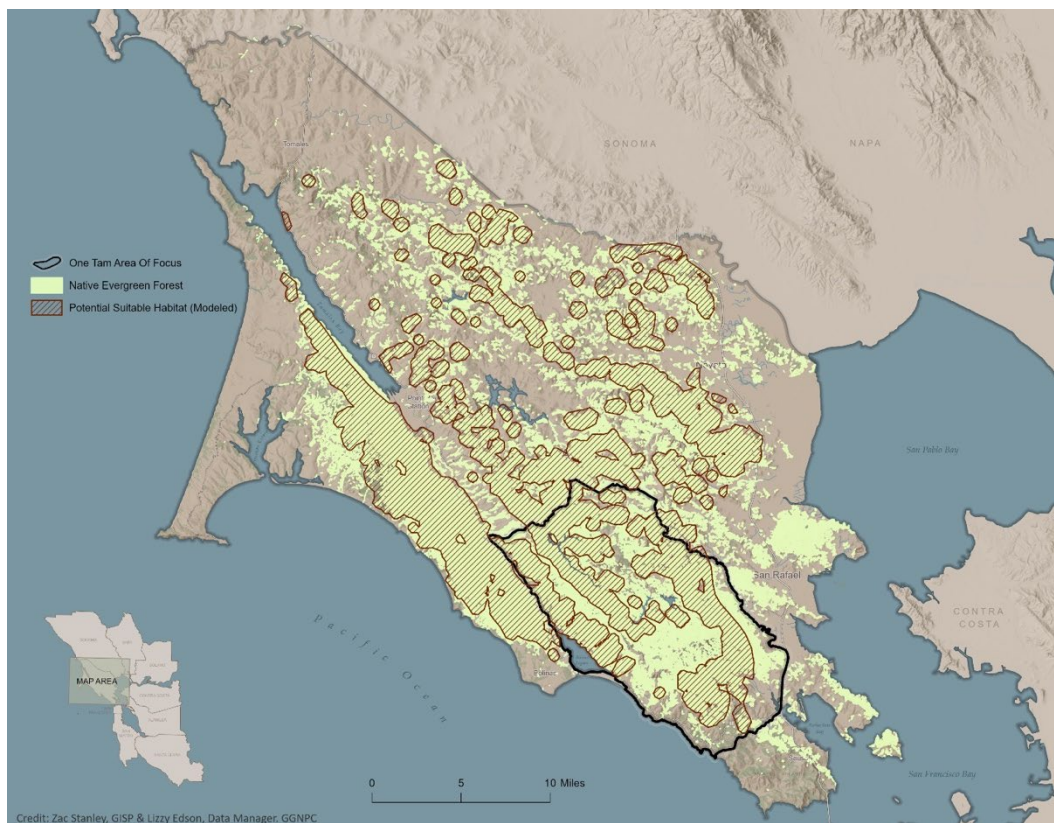 SONOMA
NAPA
Tomales
One Tam Area Of Focus
Native Evergreen Forest
Potential Suitable Habitat (Modeled)
San Pablo Bay
San Rafael
CONTRA
COSTA
Pacific Ocean
MAP AREA
Bolinas
0 5 10 Miles
San Francisco Bay
Credit: Zac Stanley, GISP & Lizzy Edson, Data Manager. GGNPC